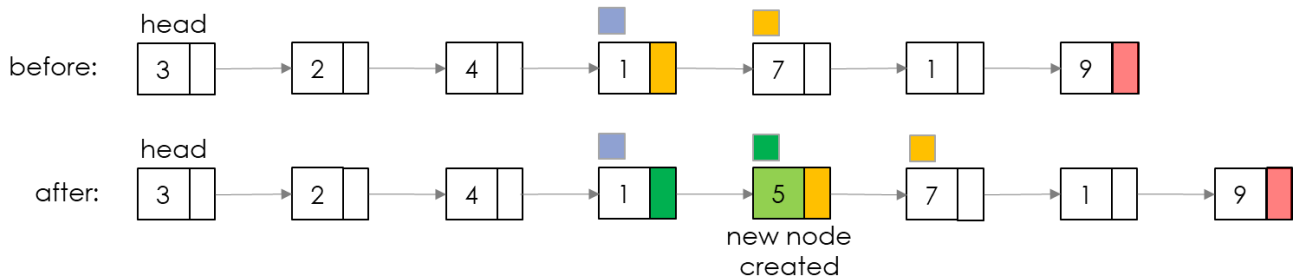 head
before: 3 2 4 1 7 1 9
head
after: 3 2 4 1 5 7 1 9
new node
created